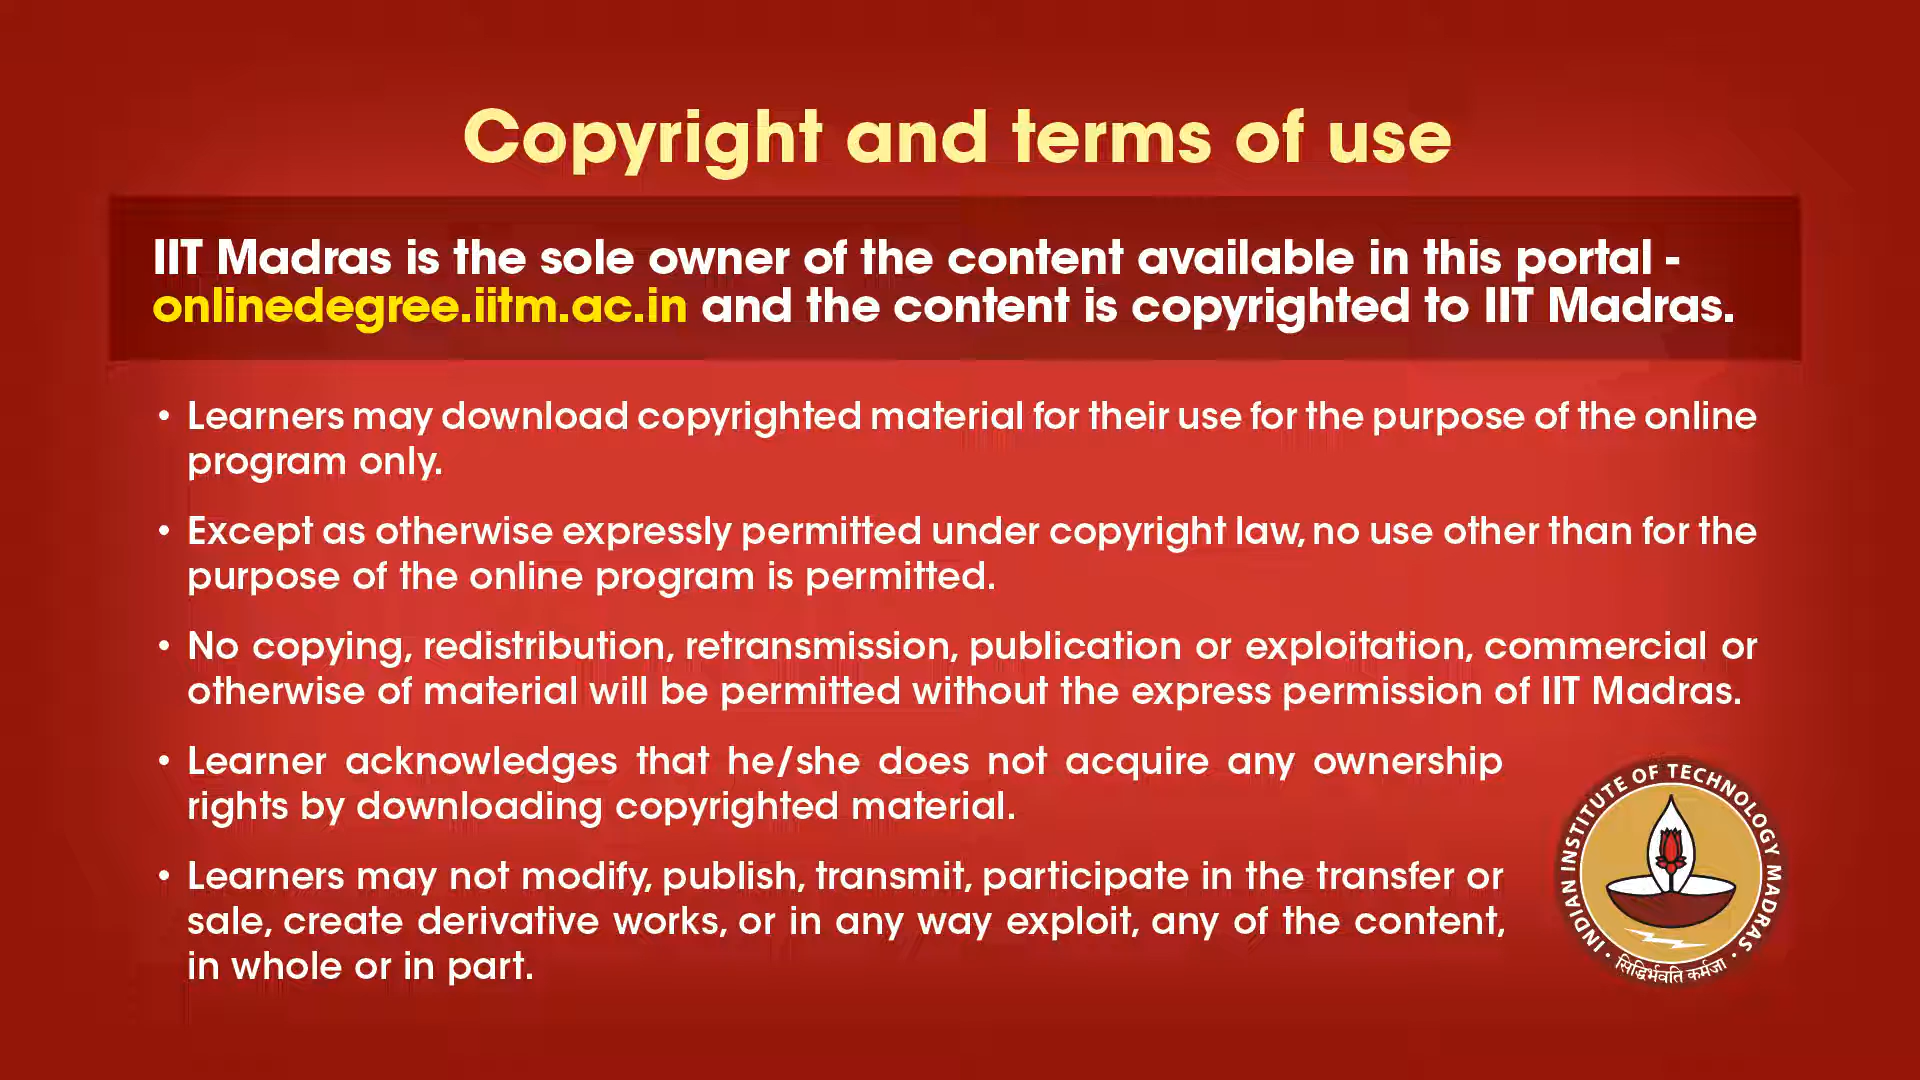 Copyright and terms of use
IIT Madras is the sole owner of the content available in this portal -
onlinedegree.iitm.ac.in and the content is copyrighted to IIT Madras.
• Learners may download copyrighted material for their use for the purpose of the online
program only.
• Except as otherwise expressly permitted under copyright law, no use other than for the
purpose of the online program is permitted.
• No copying, redistribution, retransmission, publication or exploitation, commercial or
otherwise of material will be permitted without the express permission of IIT Madras.
• Learner acknowledges that he/she does not acquire any ownership
rights by downloading copyrighted material.
• Learners may not modify, publish, transmit, participate in the transfer or
sale, create derivative works, or in any way exploit, any of the content,
in whole or in part.
INDIAN INSTITUTE OF TECHNOLOGY MADRAS
सिद्धिर्भवति कर्मजा